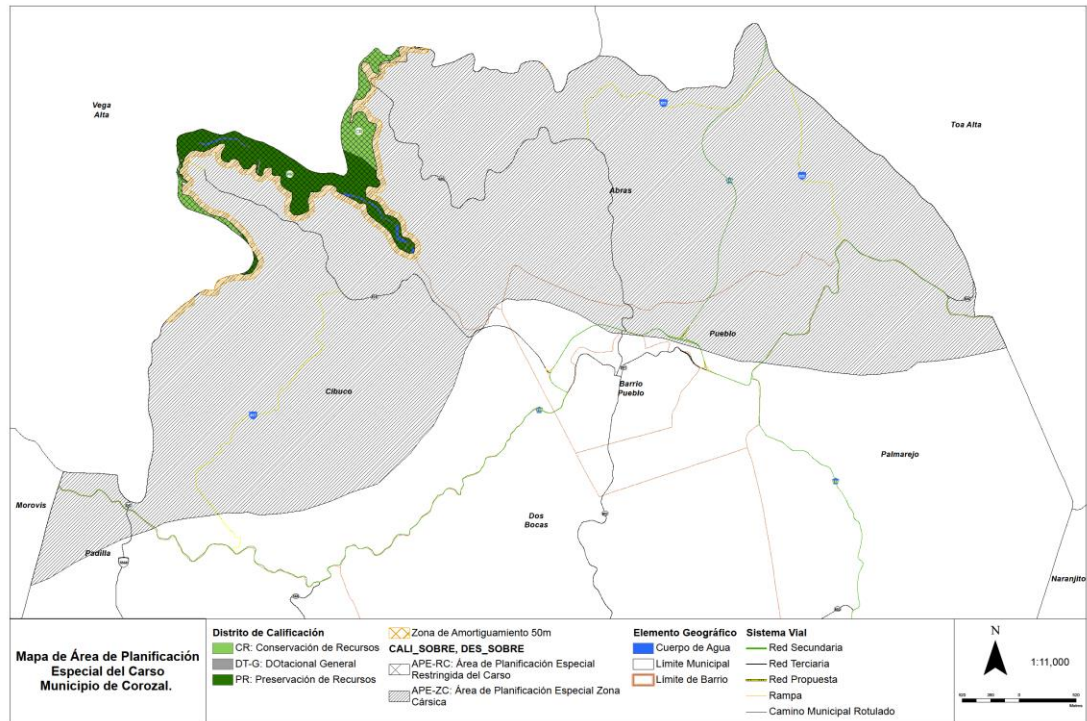 Vega
Alta
Toa Alta
Abras
Pueblo
Barrio
Pueblo
Cibuco
Palmarejo
Morovis
Padilla
Dos
Bocas
Naranjito
Mapa de Área de Planificación
Especial del Carso
Municipio de Corozal.
Distrito de Calificación
CR: Conservación de Recursos
DT-G: DOtacional General
PR: Preservación de Recursos
Zona de Amortiguamiento 50m
CALI_SOBRE, DES_SOBRE
APE-RC: Área de Planificación Especial
Restringida del Carso
APE-ZC: Área de Planificación Especial Zona
Cársica
Elemento Geográfico
Cuerpo de Agua
Límite Municipal
Límite de Barrio
Sistema Vial
Red Secundaria
Red Terciaria
Red Propuesta
Rampa
Camino Municipal Rotulado
N
1:11,000